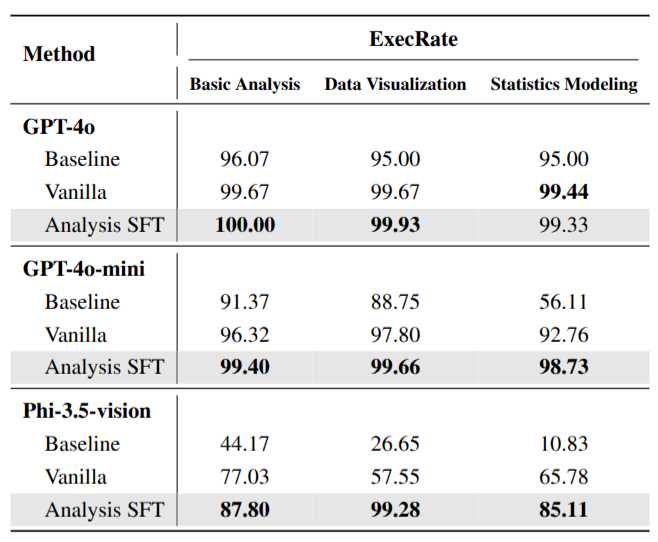 Method ExecRate
Basic Analysis Data Visualization Statistics Modeling
GPT-4o
Baseline 96.07 95.00 95.00
Vanilla 99.67 99.67 99.44
Analysis SFT 100.00 99.93 99.33
GPT-4o-mini
Baseline 91.37 88.75 56.11
Vanilla 96.32 97.80 92.76
Analysis SFT 99.40 99.66 98.73
Phi-3.5-vision
Baseline 44.17 26.65 10.83
Vanilla 77.03 57.55 65.78
Analysis SFT 87.80 99.28 85.11